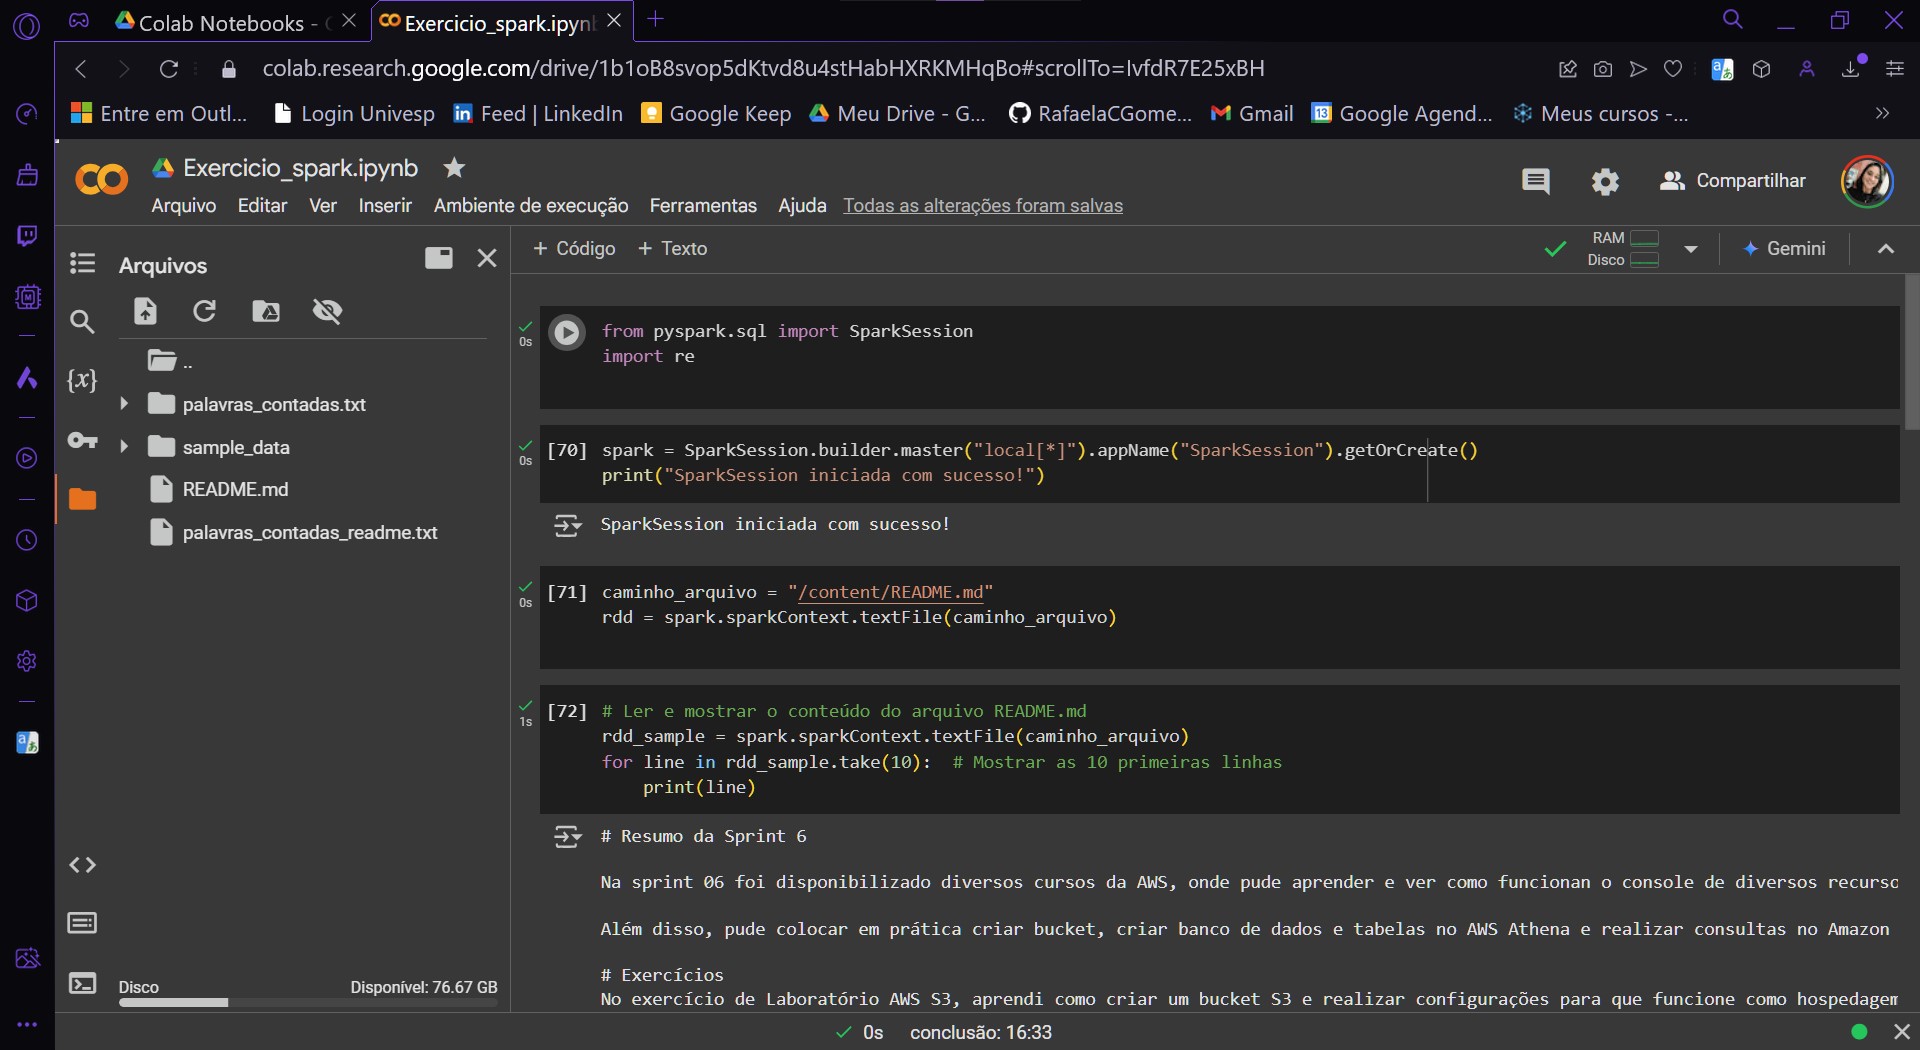 Colab Notebooks -
Exercicio_spark.ipyn
colab.research.google.com/drive/1b1oB8svop5dKtvd8u4stHabHXRKMHqBo#scrollTo=IvfdR7E25xBH
Entre em Outl... Login Univesp Feed | LinkedIn Google Keep Meu Drive - G... RafaelaCGome... Gmail Google Agend... Meus cursos -...
Exercicio_spark.ipynb
Compartilhar
Arquivo Editar Ver Inserir Ambiente de execução Ferramentas Ajuda Todas as alterações foram salvas
Arquivos
+ Código + Texto
RAM
Disco
Gemini
..
palavras_contadas.txt
sample_data
README.md
palavras_contadas_readme.txt
{x}
Disco Disponível: 76.67 GB
0s
from pyspark.sql import SparkSession
import re
0s
[70] spark = SparkSession.builder.master("local[*]").appName("SparkSession").getOrCreate()
print("SparkSession iniciada com sucesso!")
SparkSession iniciada com sucesso!
0s
[71] caminho_arquivo = "/content/README.md"
rdd = spark.sparkContext.textFile(caminho_arquivo)
1s
[72] # Ler e mostrar o conteúdo do arquivo README.md
rdd_sample = spark.sparkContext.textFile(caminho_arquivo)
for line in rdd_sample.take(10):  # Mostrar as 10 primeiras linhas
    print(line)
# Resumo da Sprint 6
Na sprint 06 foi disponibilizado diversos cursos da AWS, onde pude aprender e ver como funcionan o console de diversos recurso
Além disso, pude colocar em prática criar bucket, criar banco de dados e tabelas no AWS Athena e realizar consultas no Amazon
# Exercícios
No exercício de Laboratório AWS S3, aprendi como criar um bucket S3 e realizar configurações para que funcione como hospedagem
0s conclusão: 16:33